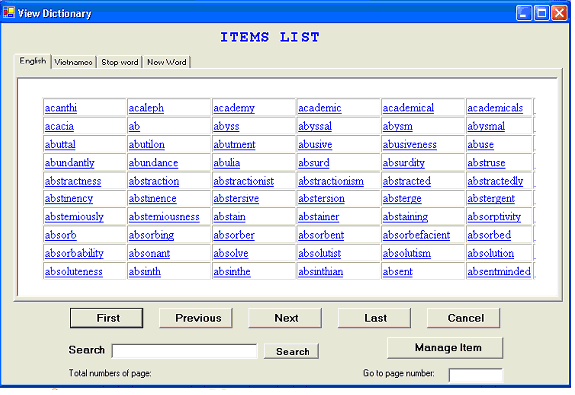 View Dictionary
ITEMS LIST
English Vietnames Stop word New Word
acanthi acaleph academy academic academical academicals
acacia ab abyss abyssal abysm abysmal
abuttal abutilon abutment abusive abusiveness abuse
abundantly abundance abulia absurd absurdity abstruse
abstractness abstraction abstractionist abstractionism abstracted abstractedly
abstinency abstinence abstersive abstersion absterge abstergent
abstemiously abstemiousness abstain abstainer abstaining absorptivity
absorb absorbing absorber absorbent absorbefacient absorbed
absorbability absonant absolve absolutist absolutism absolution
absoluteness absinth absinthe absinthian absent absentminded
First Previous Next Last Cancel
Search Search Manage Item
Total numbers of page: Go to page number: